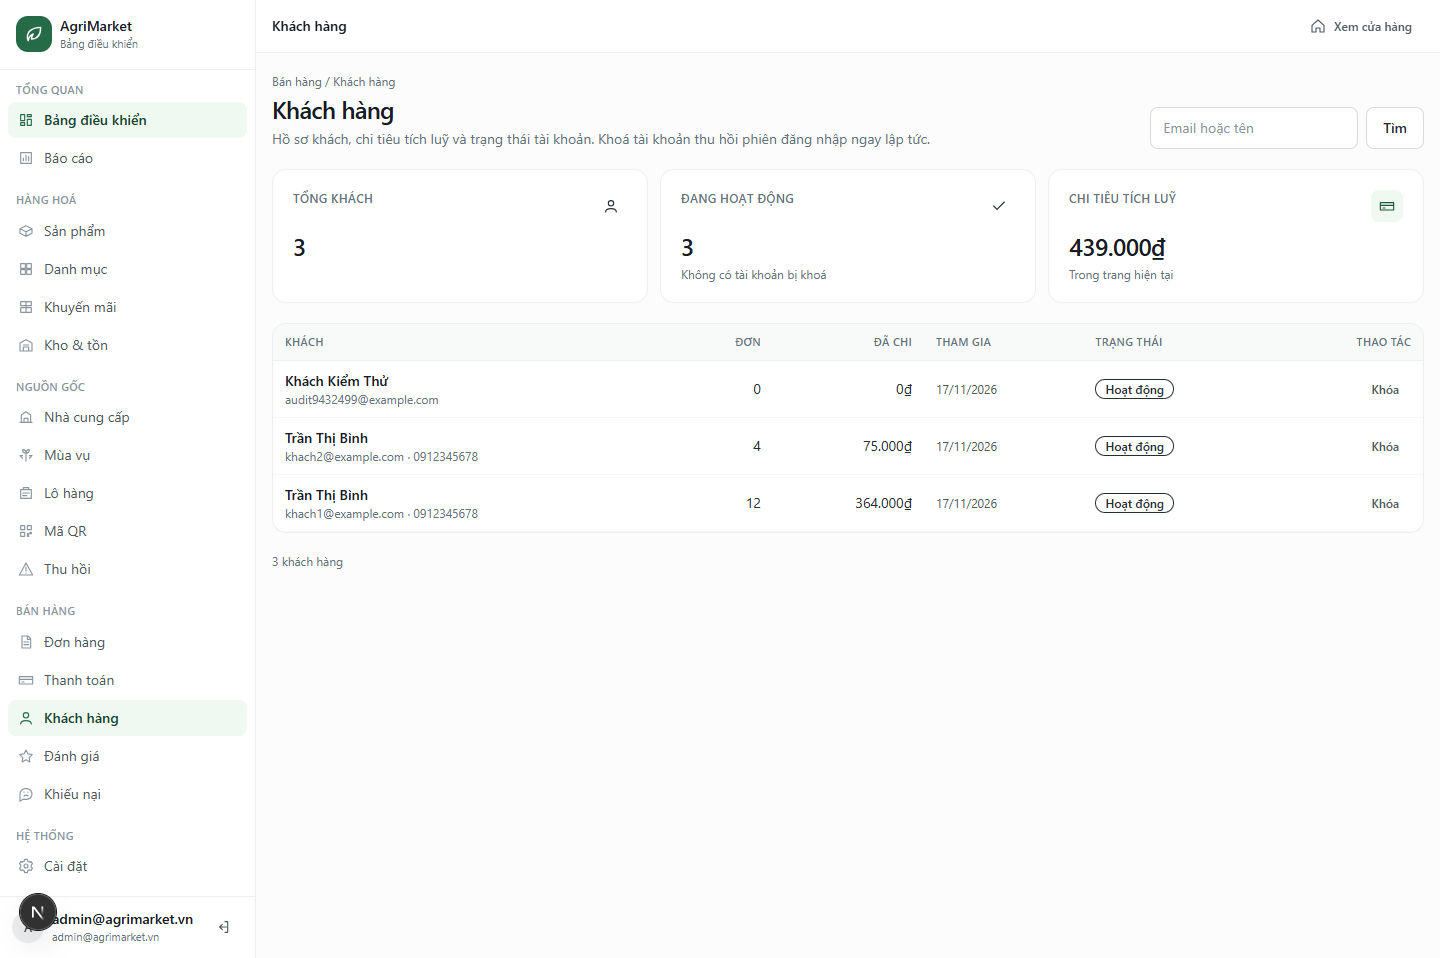 AgriMarket
Bảng điều khiển
TỔNG QUAN
Bảng điều khiển
Báo cáo
HÀNG HOÁ
Sản phẩm
Danh mục
Khuyến mãi
Kho & tồn
NGUỒN GỐC
Nhà cung cấp
Mùa vụ
Lô hàng
Mã QR
Thu hồi
BÁN HÀNG
Đơn hàng
Thanh toán
Khách hàng
Đánh giá
Khiếu nại
HỆ THỐNG
Cài đặt
N
admin@agrimarket.vn
admin@agrimarket.vn
Khách hàng
Xem cửa hàng
Bán hàng / Khách hàng
Khách hàng
Hồ sơ khách, chi tiêu tích luỹ và trạng thái tài khoản. Khoá tài khoản thu hồi phiên đăng nhập ngay lập tức.
Email hoặc tên
Tìm
TỔNG KHÁCH
3
ĐANG HOẠT ĐỘNG
3
Không có tài khoản bị khoá
CHI TIÊU TÍCH LUỸ
439.000₫
Trong trang hiện tại
KHÁCH ĐƠN ĐÃ CHI THAM GIA TRẠNG THÁI THAO TÁC
Khách Kiểm Thử
audit9432499@example.com
0 0₫ 17/11/2026 Hoạt động Khóa
Trần Thị Bình
khach2@example.com · 0912345678
4 75.000₫ 17/11/2026 Hoạt động Khóa
Trần Thị Bình
khach1@example.com · 0912345678
12 364.000₫ 17/11/2026 Hoạt động Khóa
3 khách hàng